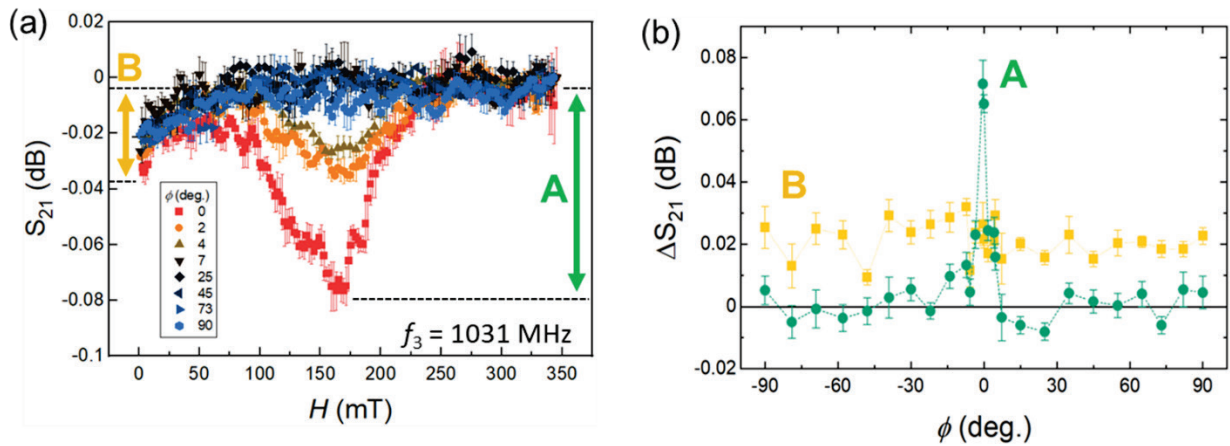 (a)
0.02
0
-0.02
-0.04
-0.06
-0.08
-0.1
S21 (dB)
B
A
ϕ (deg.)
0
2
4
7
25
45
73
90
f3 = 1031 MHz
0 50 100 150 200 250 300 350
H (mT)
(b)
0.08
0.06
0.04
0.02
0
-0.02
ΔS21 (dB)
A
B
-90 -60 -30 0 30 60 90
ϕ (deg.)